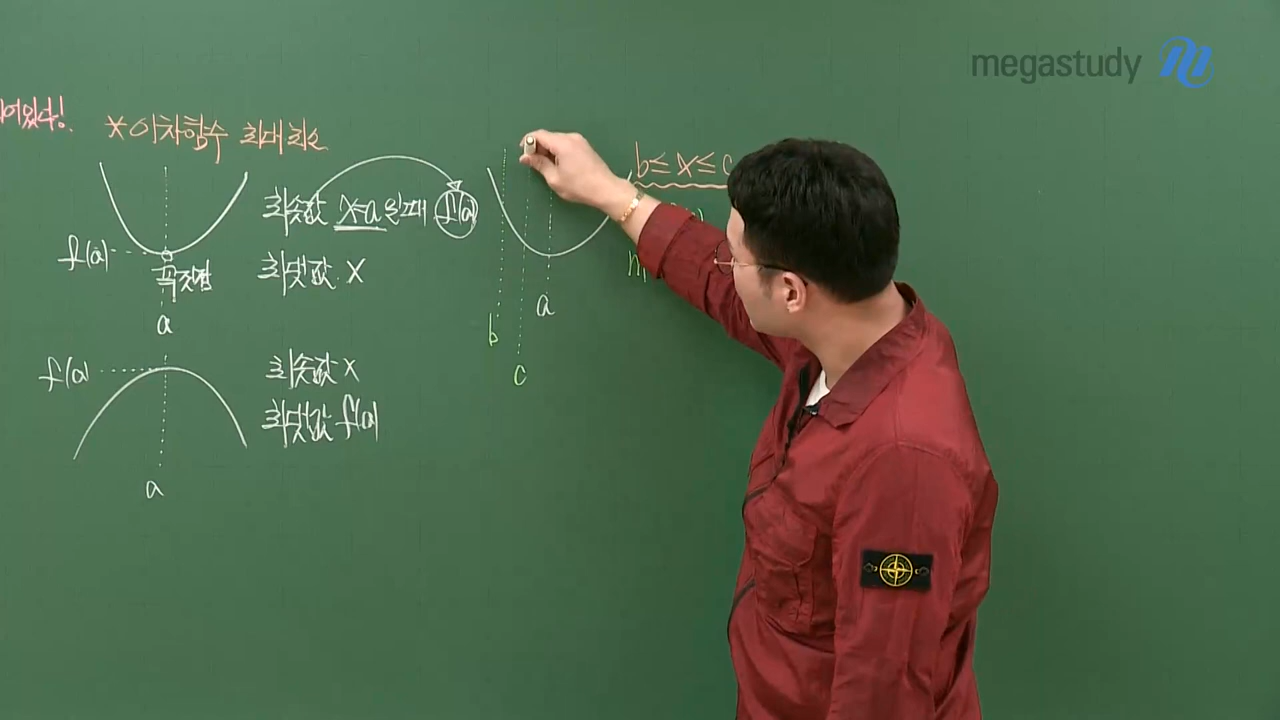 megastudy
어있다!
*이차함수 최대 최소
f(a)
꼭짓점
a
최솟값 x=a일때 f(a)
최댓값 X
f(a)
a
최솟값 X
최댓값 f(a)
b≤x≤c
a
b
c